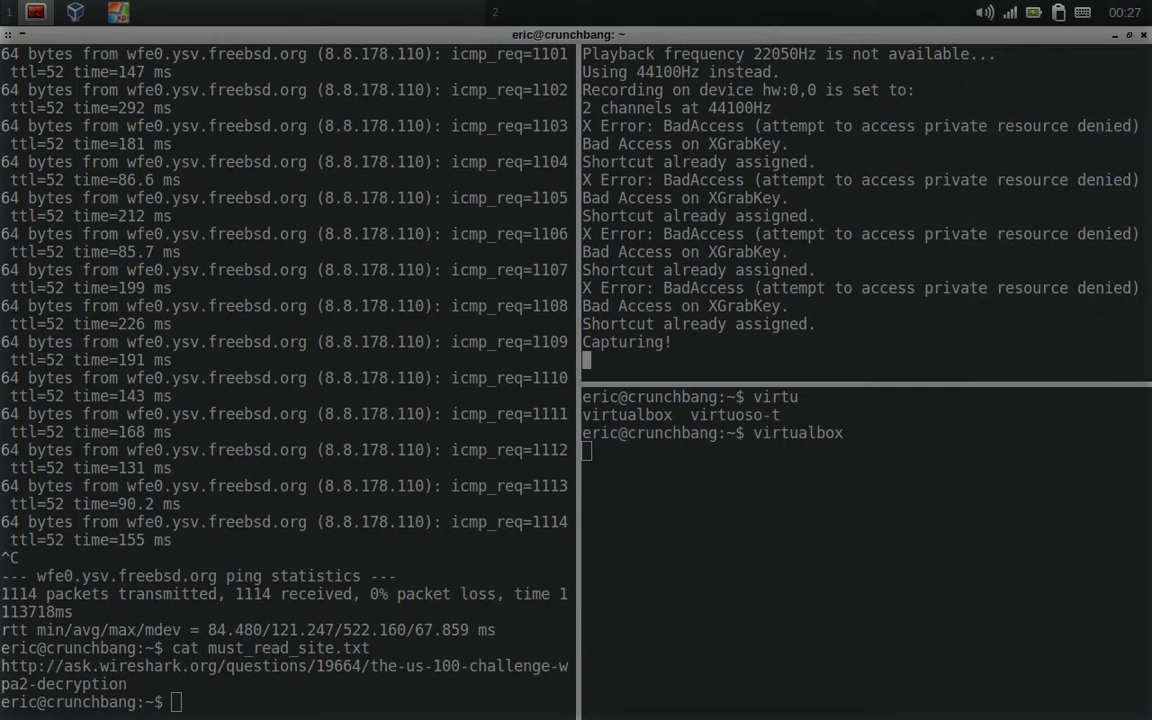 1
2
00:27
eric@crunchbang: ~
64 bytes from wfe0.ysv.freebsd.org (8.8.178.110): icmp_req=1101
ttl=52 time=147 ms
64 bytes from wfe0.ysv.freebsd.org (8.8.178.110): icmp_req=1102
ttl=52 time=292 ms
64 bytes from wfe0.ysv.freebsd.org (8.8.178.110): icmp_req=1103
ttl=52 time=181 ms
64 bytes from wfe0.ysv.freebsd.org (8.8.178.110): icmp_req=1104
ttl=52 time=86.6 ms
64 bytes from wfe0.ysv.freebsd.org (8.8.178.110): icmp_req=1105
ttl=52 time=212 ms
64 bytes from wfe0.ysv.freebsd.org (8.8.178.110): icmp_req=1106
ttl=52 time=85.7 ms
64 bytes from wfe0.ysv.freebsd.org (8.8.178.110): icmp_req=1107
ttl=52 time=199 ms
64 bytes from wfe0.ysv.freebsd.org (8.8.178.110): icmp_req=1108
ttl=52 time=226 ms
64 bytes from wfe0.ysv.freebsd.org (8.8.178.110): icmp_req=1109
ttl=52 time=191 ms
64 bytes from wfe0.ysv.freebsd.org (8.8.178.110): icmp_req=1110
ttl=52 time=143 ms
64 bytes from wfe0.ysv.freebsd.org (8.8.178.110): icmp_req=1111
ttl=52 time=168 ms
64 bytes from wfe0.ysv.freebsd.org (8.8.178.110): icmp_req=1112
ttl=52 time=131 ms
64 bytes from wfe0.ysv.freebsd.org (8.8.178.110): icmp_req=1113
ttl=52 time=90.2 ms
64 bytes from wfe0.ysv.freebsd.org (8.8.178.110): icmp_req=1114
ttl=52 time=155 ms
^C
--- wfe0.ysv.freebsd.org ping statistics ---
1114 packets transmitted, 1114 received, 0% packet loss, time 1
113718ms
rtt min/avg/max/mdev = 84.480/121.247/522.160/67.859 ms
eric@crunchbang:~$ cat must_read_site.txt
http://ask.wireshark.org/questions/19664/the-us-100-challenge-w
pa2-decryption
eric@crunchbang:~$
Playback frequency 22050Hz is not available...
Using 44100Hz instead.
Recording on device hw:0,0 is set to:
2 channels at 44100Hz
X Error: BadAccess (attempt to access private resource denied)
Bad Access on XGrabKey.
Shortcut already assigned.
X Error: BadAccess (attempt to access private resource denied)
Bad Access on XGrabKey.
Shortcut already assigned.
X Error: BadAccess (attempt to access private resource denied)
Bad Access on XGrabKey.
Shortcut already assigned.
X Error: BadAccess (attempt to access private resource denied)
Bad Access on XGrabKey.
Shortcut already assigned.
Capturing!
eric@crunchbang:~$ virtu
virtualbox  virtuoso-t
eric@crunchbang:~$ virtualbox